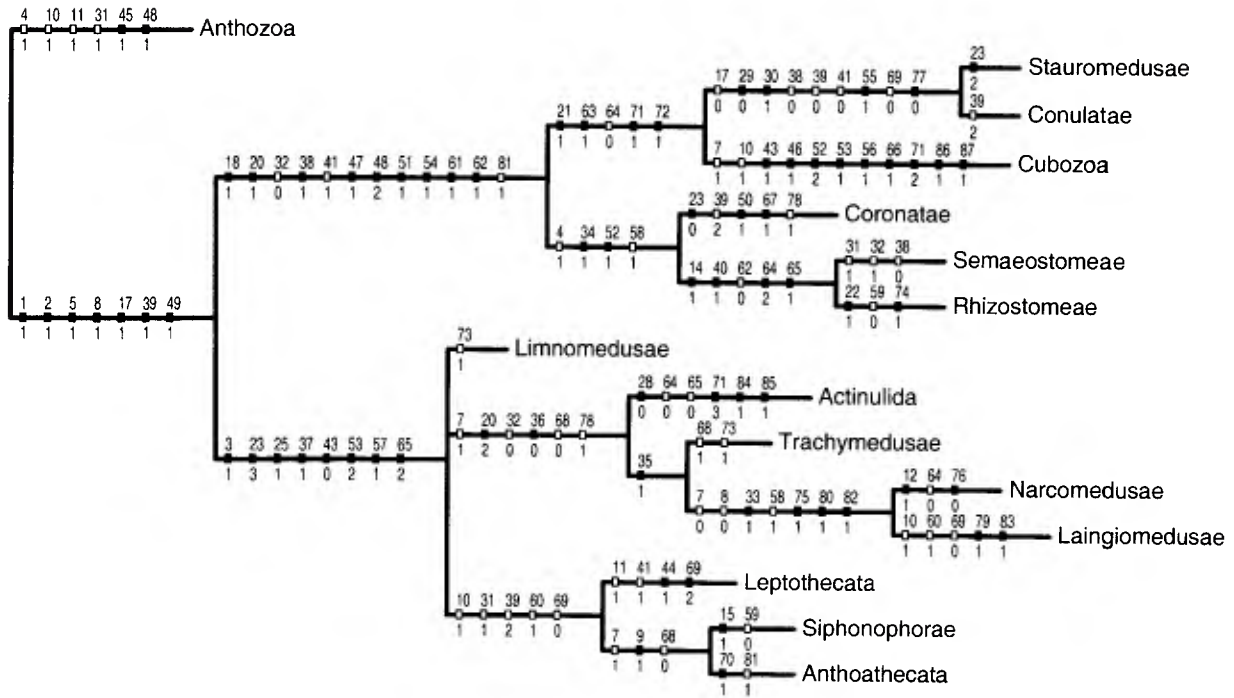 4 10 11 31 45 48
Anthozoa
1 1 1 1 1 1
23
Stauromedusae
2
17 29 30 38 39 41 55 69 77
0 0 1 0 0 0 1 0 0
39
Conulatae
2
21 63 64 71 72
1 1 0 1 1
7 10 43 46 52 53 56 66 71 86 87
Cubozoa
1 1 1 1 2 1 1 1 2 1 1
18 20 32 38 41 47 48 51 54 61 62 81
1 1 0 1 1 1 2 1 1 1 1 1
23 39 50 67 78
Coronatae
0 2 1 1 1
4 34 52 58
1 1 1 1
31 32 38
Semaeostomeae
1 1 0
14 40 62 64 65
1 1 0 2 1
22 59 74
Rhizostomeae
1 0 1
1 2 5 8 17 39 49
1 1 1 1 1 1 1
73
Limnomedusae
1
28 64 65 71 84 85
Actinulida
0 0 0 3 1 1
7 20 32 36 68 78
1 2 0 0 0 1
68 73
Trachymedusae
1 1
3 23 25 37 43 53 57 65
1 3 1 1 0 2 1 2
35
1
12 64 76
Narcomedusae
1 0 0
7 8 33 58 75 80 82
0 0 1 1 1 1 1
10 60 69 79 83
Laingiomedusae
1 1 0 1 1
11 41 44 69
Leptothecata
1 1 1 2
10 31 39 60 69
1 1 2 1 0
15 59
Siphonophorae
1 0
7 9 68
1 1 0
70 81
Anthoathecata
1 1